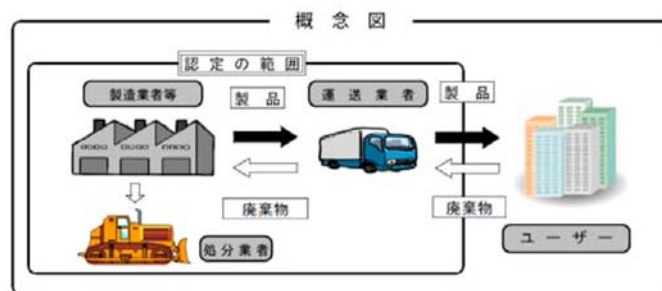 概念図
認定の範囲
製造業者等
製品
運送業者
製品
廃棄物
廃棄物
処分業者
ユーザー